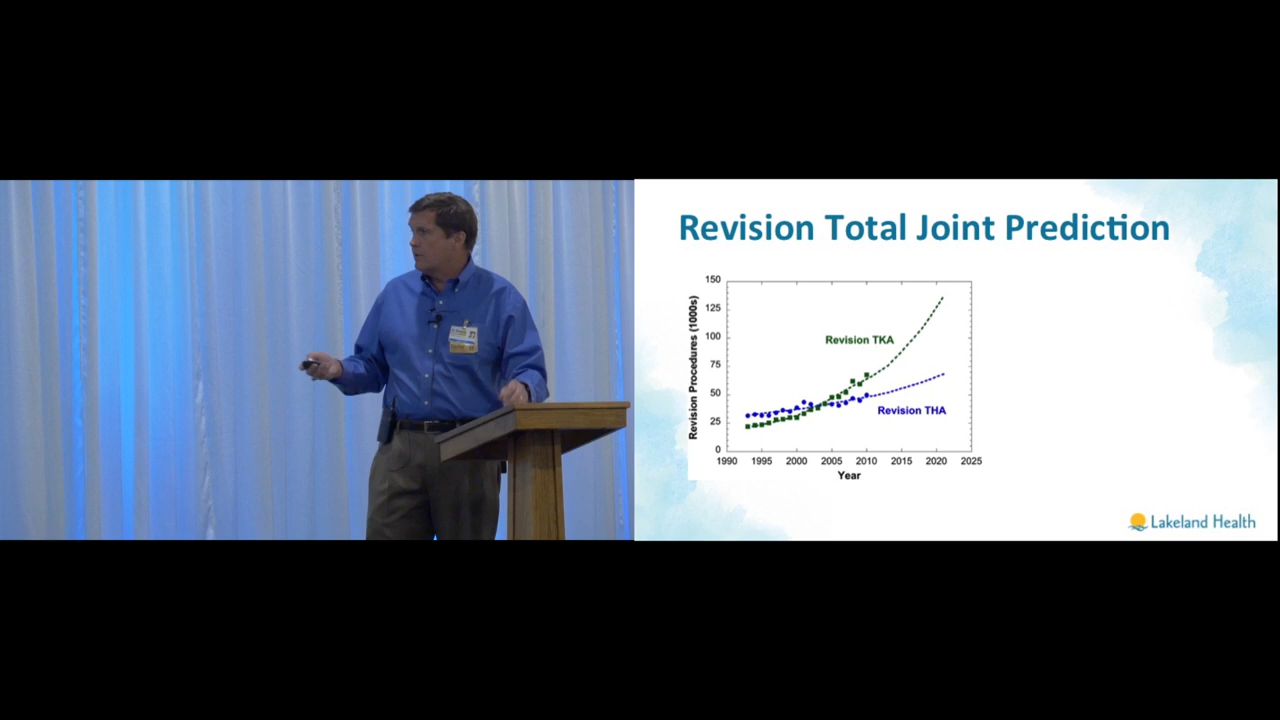 Revision Total Joint Prediction
150
125
100
75
50
25
0
Revision Procedures (1000s)
Revision TKA
Revision THA
1990 1995 2000 2005 2010 2015 2020 2025
Year
Lakeland Health